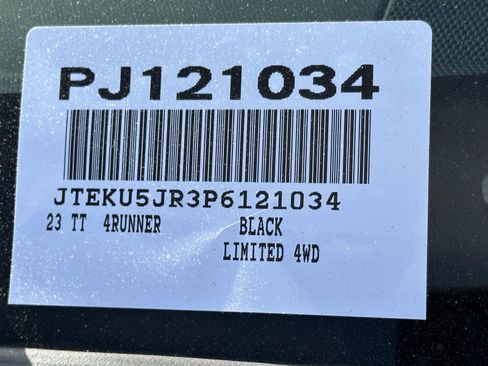 PJ121034
JTEKU5JR3P6121034
23 TT 4RUNNER BLACK
LIMITED 4WD